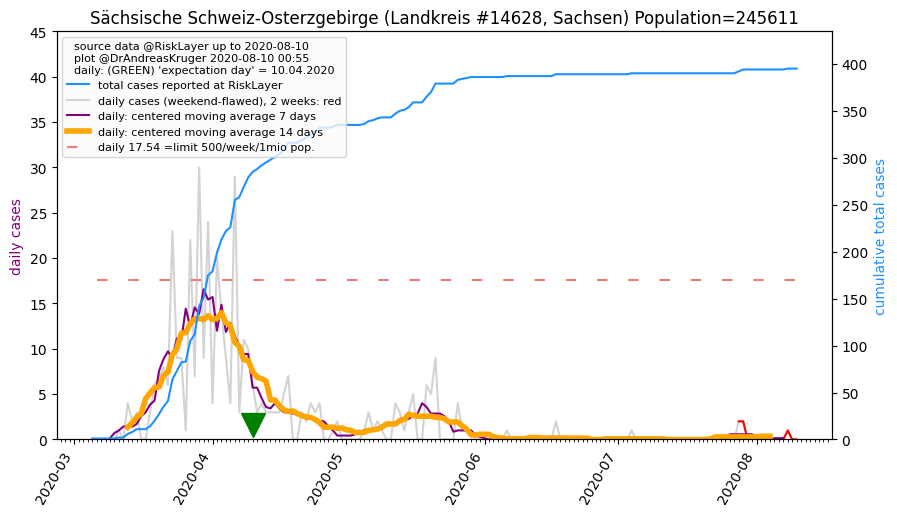 Sächsische Schweiz-Osterzgebirge (Landkreis #14628, Sachsen) Population=245611
source data @RiskLayer up to 2020-08-10
plot @DrAndreasKruger 2020-08-10 00:55
daily: (GREEN) 'expectation day' = 10.04.2020
total cases reported at RiskLayer
daily cases (weekend-flawed), 2 weeks: red
daily: centered moving average 7 days
daily: centered moving average 14 days
daily 17.54 =limit 500/week/1mio pop.
daily cases
45
40
35
30
25
20
15
10
5
0
400
350
300
250
200
150
100
50
0
cumulative total cases
2020-03
2020-04
2020-05
2020-06
2020-07
2020-08